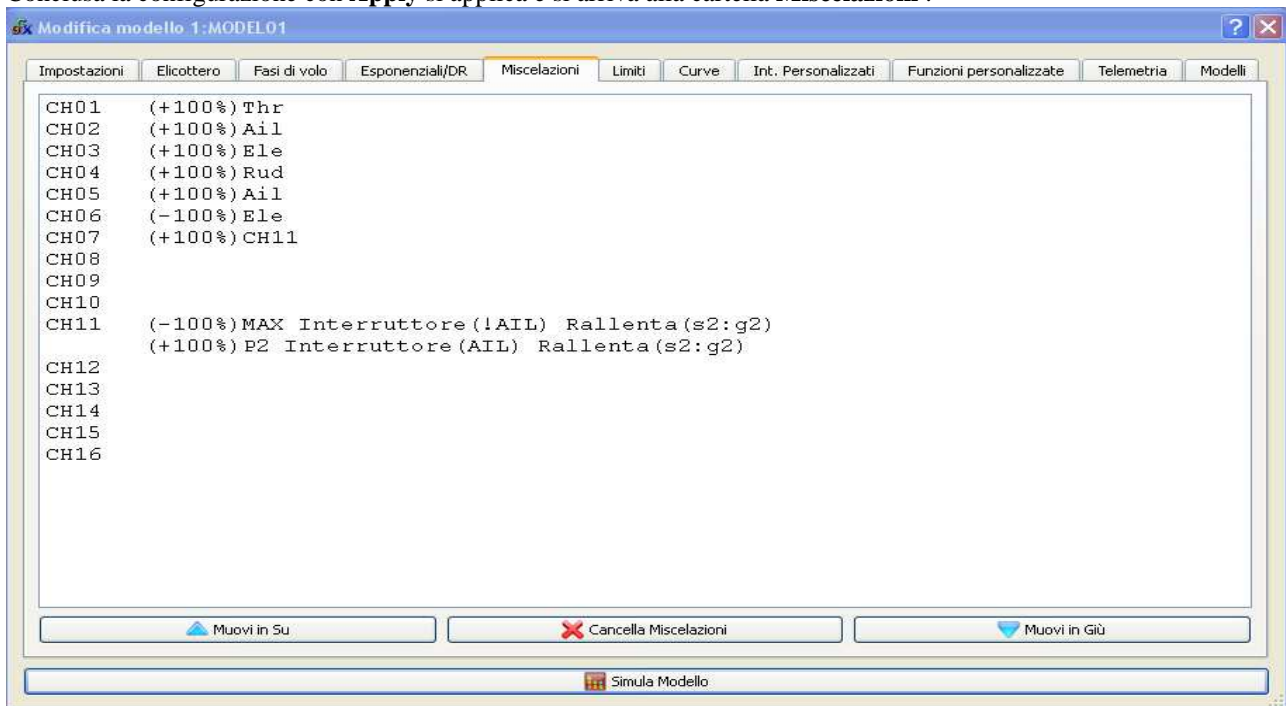 Conclusa la configurazione con Apply si applica e si arriva alla cartella Miscelazioni .
Modifica modello 1:MODEL01
Impostazioni Elicottero Fasi di volo Esponenziali/DR Miscelazioni Limiti Curve Int. Personalizzati Funzioni personalizzate Telemetria Modelli
CH01 (+100%)Thr
CH02 (+100%)Ail
CH03 (+100%)Ele
CH04 (+100%)Rud
CH05 (+100%)Ail
CH06 (-100%)Ele
CH07 (+100%)CH11
CH08
CH09
CH10
CH11 (-100%)MAX Interruttore(!AIL) Rallenta(s2:g2)
(+100%)P2 Interruttore(AIL) Rallenta(s2:g2)
CH12
CH13
CH14
CH15
CH16
Muovi in Su Cancella Miscelazioni Muovi in Giù
Simula Modello